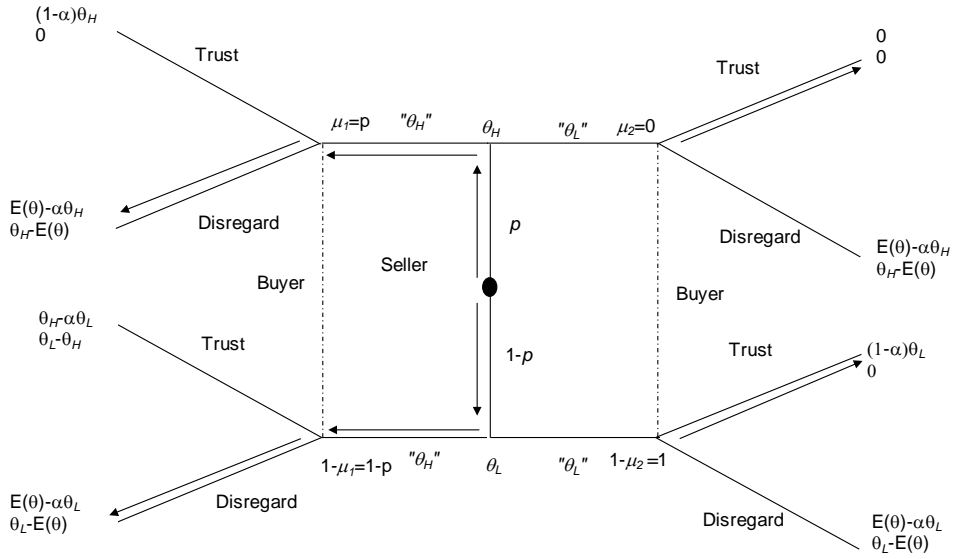 (1-α)θH
0
Trust
0
0
Trust
μ1=p
"θH"
θH
"θL"
μ2=0
E(θ)-αθH
θH-E(θ)
Disregard
Seller
p
Disregard
E(θ)-αθH
θH-E(θ)
Buyer
Buyer
θH-αθL
θL-θH
Trust
1-p
Trust
(1-α)θL
0
1-μ1=1-p
"θH"
θL
"θL"
1-μ2=1
E(θ)-αθL
θL-E(θ)
Disregard
Disregard
E(θ)-αθL
θL-E(θ)